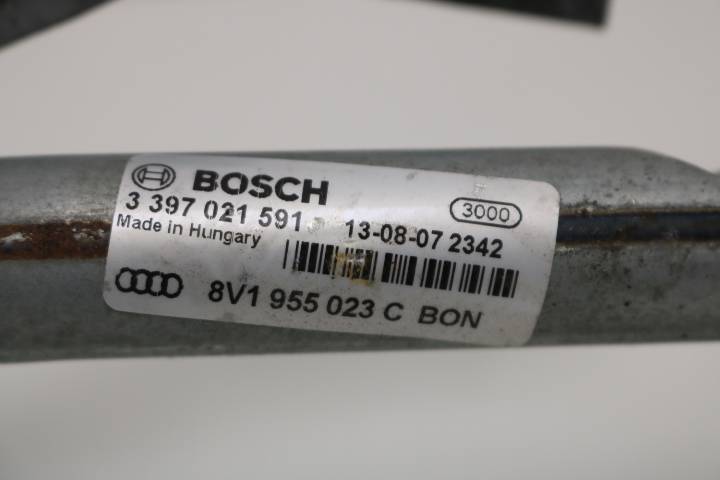 BOSCH
3 397 021 591 13-08-07 2342
3000
Made in Hungary
8V1 955 023 C BON